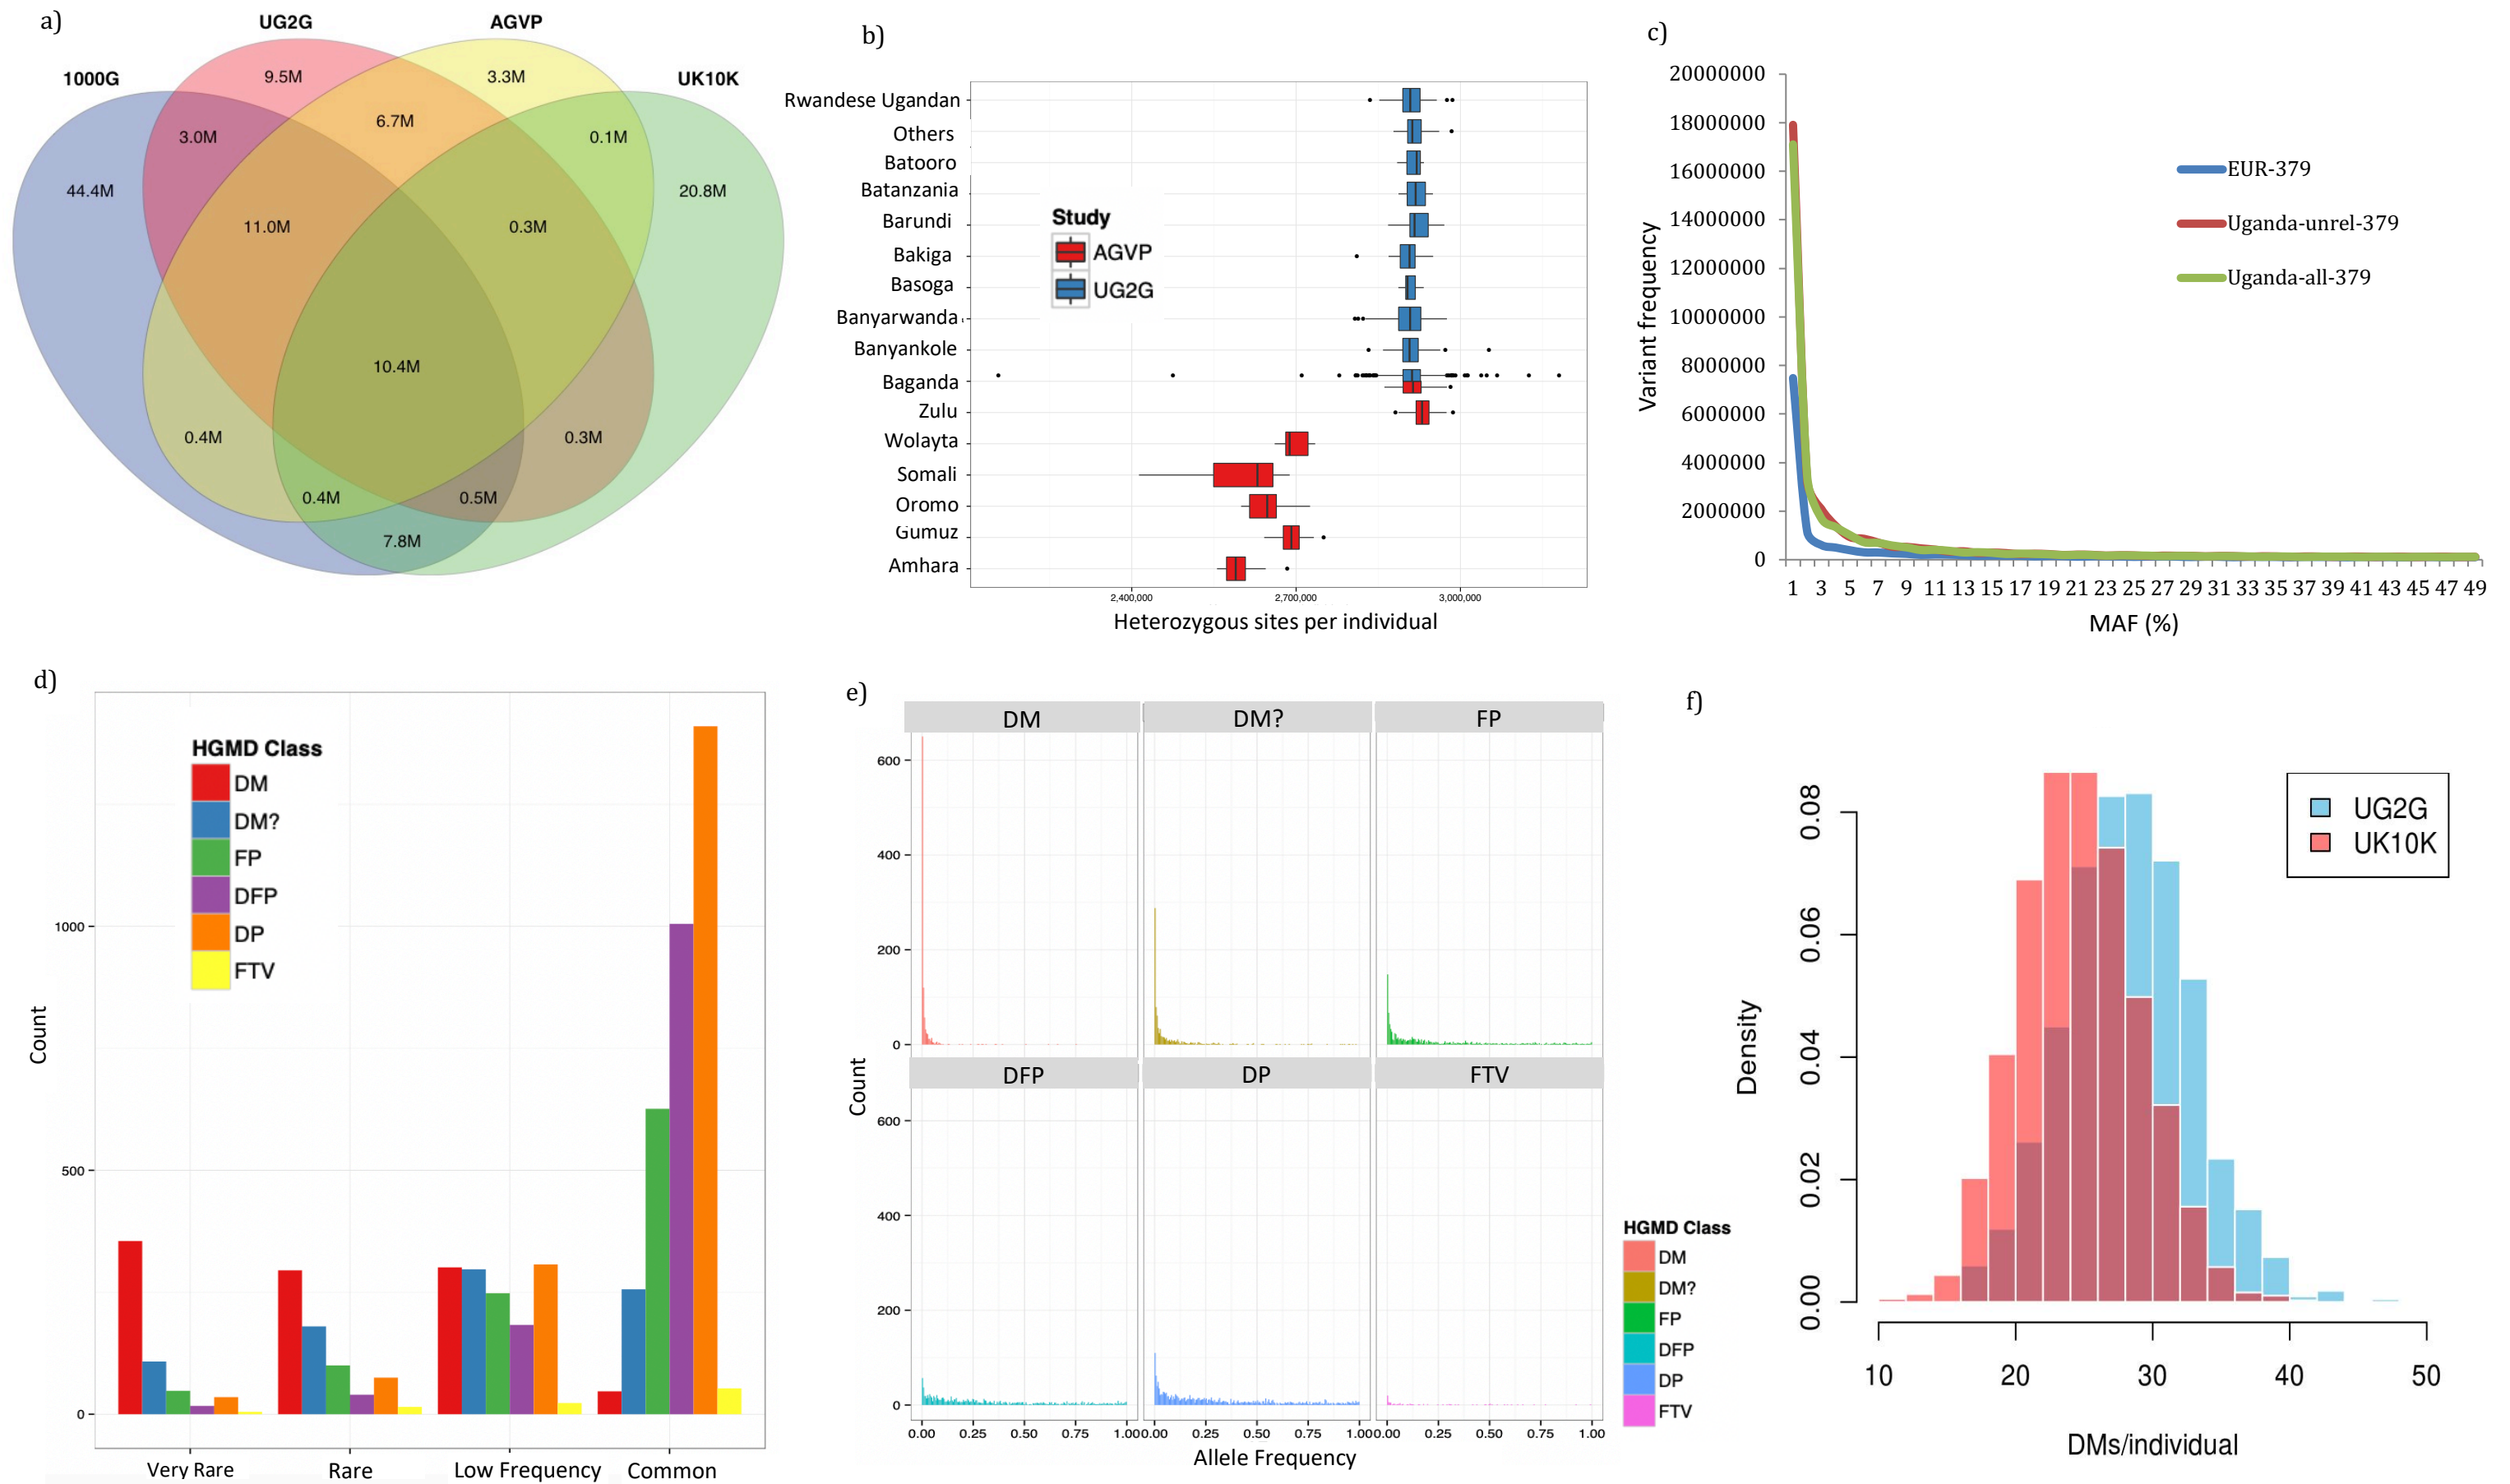 a)
UG2G
AGVP
1000G
UK10K
9.5M
3.3M
3.0M
6.7M
0.1M
44.4M
20.8M
11.0M
0.3M
10.4M
0.4M
0.3M
0.4M
0.5M
7.8M
b)
Rwandese Ugandan
Others
Batooro
Batanzania
Barundi
Bakiga
Basoga
Banyarwanda
Banyankole
Baganda
Zulu
Wolayta
Somali
Oromo
Gumuz
Amhara
Study
AGVP
UG2G
2,400,000 2,700,000 3,000,000
Heterozygous sites per individual
c)
20000000
18000000
16000000
14000000
12000000
10000000
8000000
6000000
4000000
2000000
0
Variant frequency
EUR-379
Uganda-unrel-379
Uganda-all-379
1 3 5 7 9 11 13 15 17 19 21 23 25 27 29 31 33 35 37 39 41 43 45 47 49
MAF (%)
d)
HGMD Class
DM
DM?
FP
DFP
DP
FTV
1000
500
0
Count
Very Rare Rare Low Frequency Common
e)
DM DM? FP
600
400
200
0
DFP DP FTV
600
400
200
0
Count
0.00 0.25 0.50 0.75 1.00 0.00 0.25 0.50 0.75 1.00 0.00 0.25 0.50 0.75 1.00
Allele Frequency
HGMD Class
DM
DM?
FP
DFP
DP
FTV
f)
UG2G
UK10K
0.08
0.06
0.04
0.02
0.00
Density
10 20 30 40 50
DMs/individual